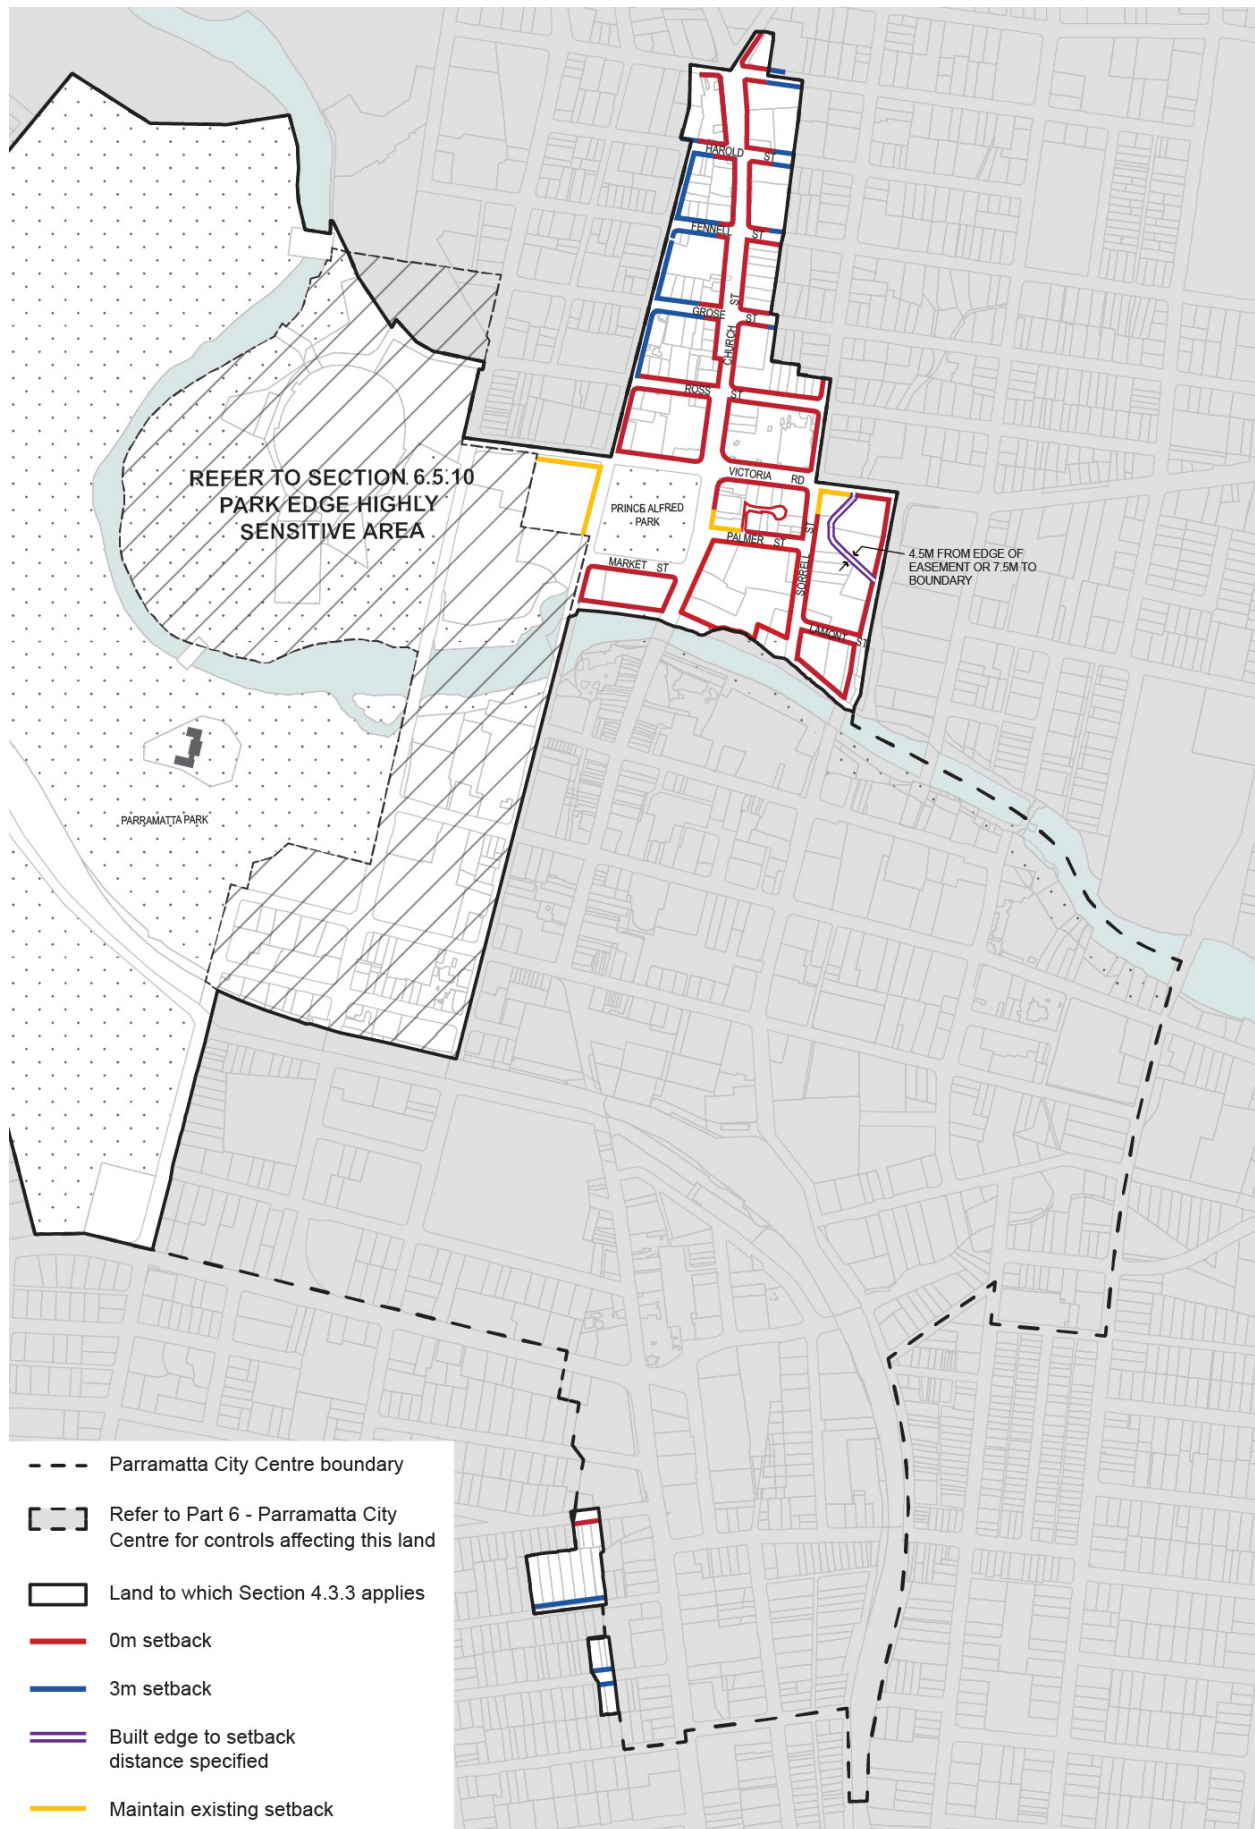 HAROLD ST
FENNELL ST
GROSE ST
CHURCH ST
ROSS ST
REFER TO SECTION 6.5.10
PARK EDGE HIGHLY
SENSITIVE AREA
VICTORIA RD
PRINCE ALFRED
PARK
PALMER ST
SORRELL ST
4.5M FROM EDGE OF
EASEMENT OR 7.5M TO
BOUNDARY
MARKET ST
LAMONT ST
PARRAMATTA PARK
Parramatta City Centre boundary
Refer to Part 6 - Parramatta City
Centre for controls affecting this land
Land to which Section 4.3.3 applies
0m setback
3m setback
Built edge to setback
distance specified
Maintain existing setback